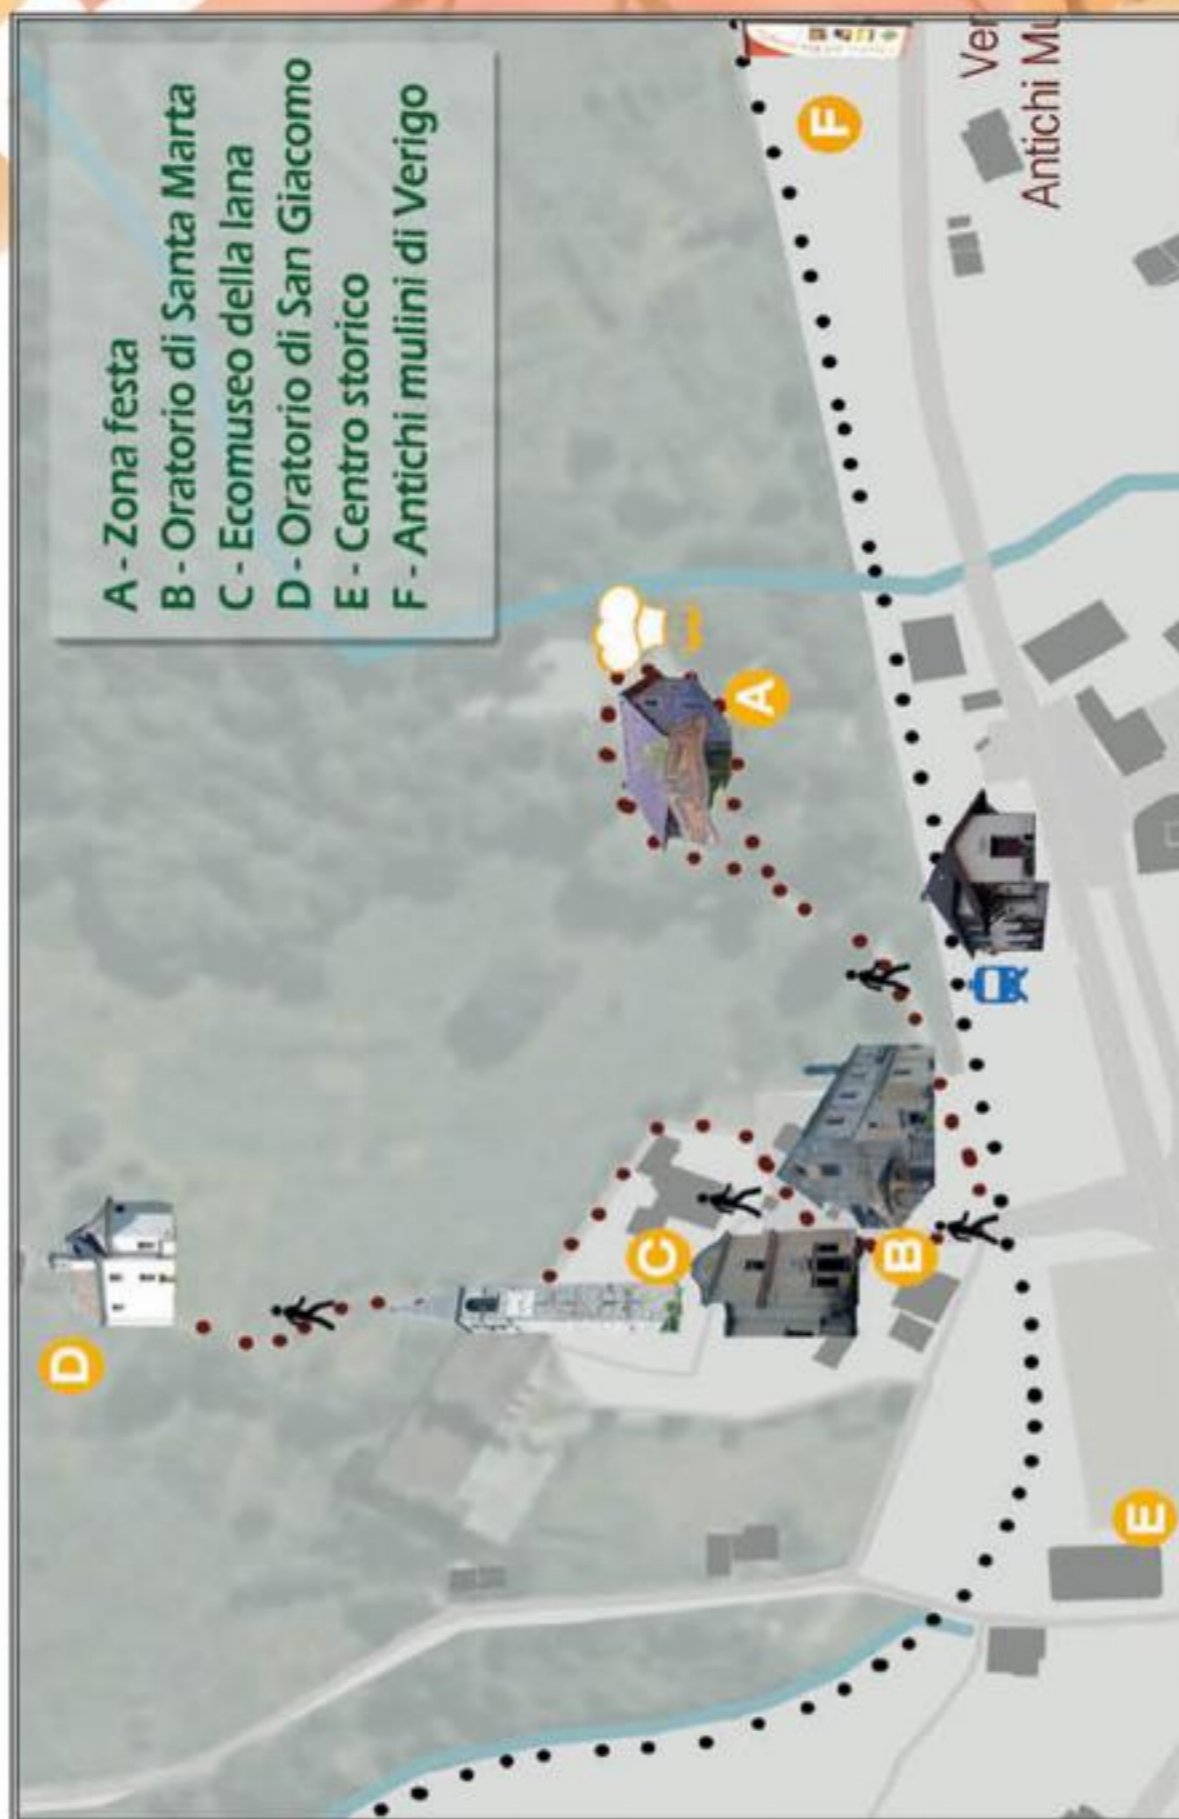 A - Zona festa
B - Oratorio di Santa Marta
C - Ecomuseo della lana
D - Oratorio di San Giacomo
E - Centro storico
F - Antichi mulini di Verigo
D
C
B
A
F
E
Antichi